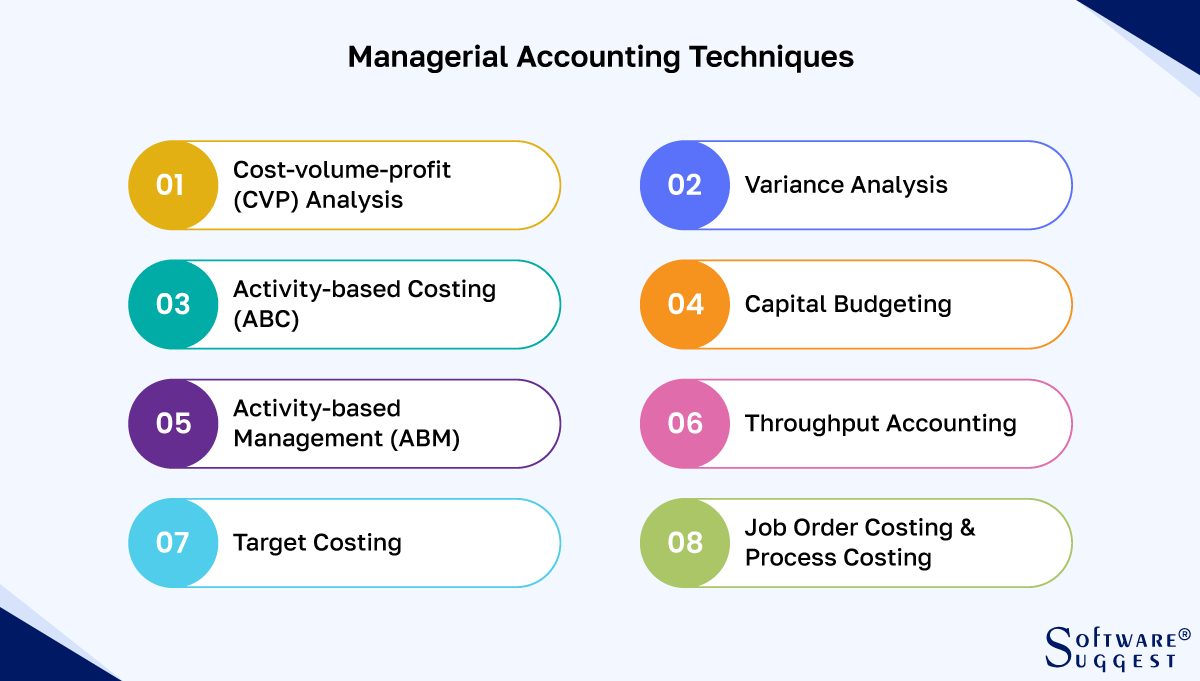 Managerial Accounting Techniques
01
Cost-volume-profit
(CVP) Analysis
02
Variance Analysis
03
Activity-based Costing
(ABC)
04
Capital Budgeting
05
Activity-based
Management (ABM)
06
Throughput Accounting
07
Target Costing
08
Job Order Costing &
Process Costing
SOFTWARE®
SUGGEST